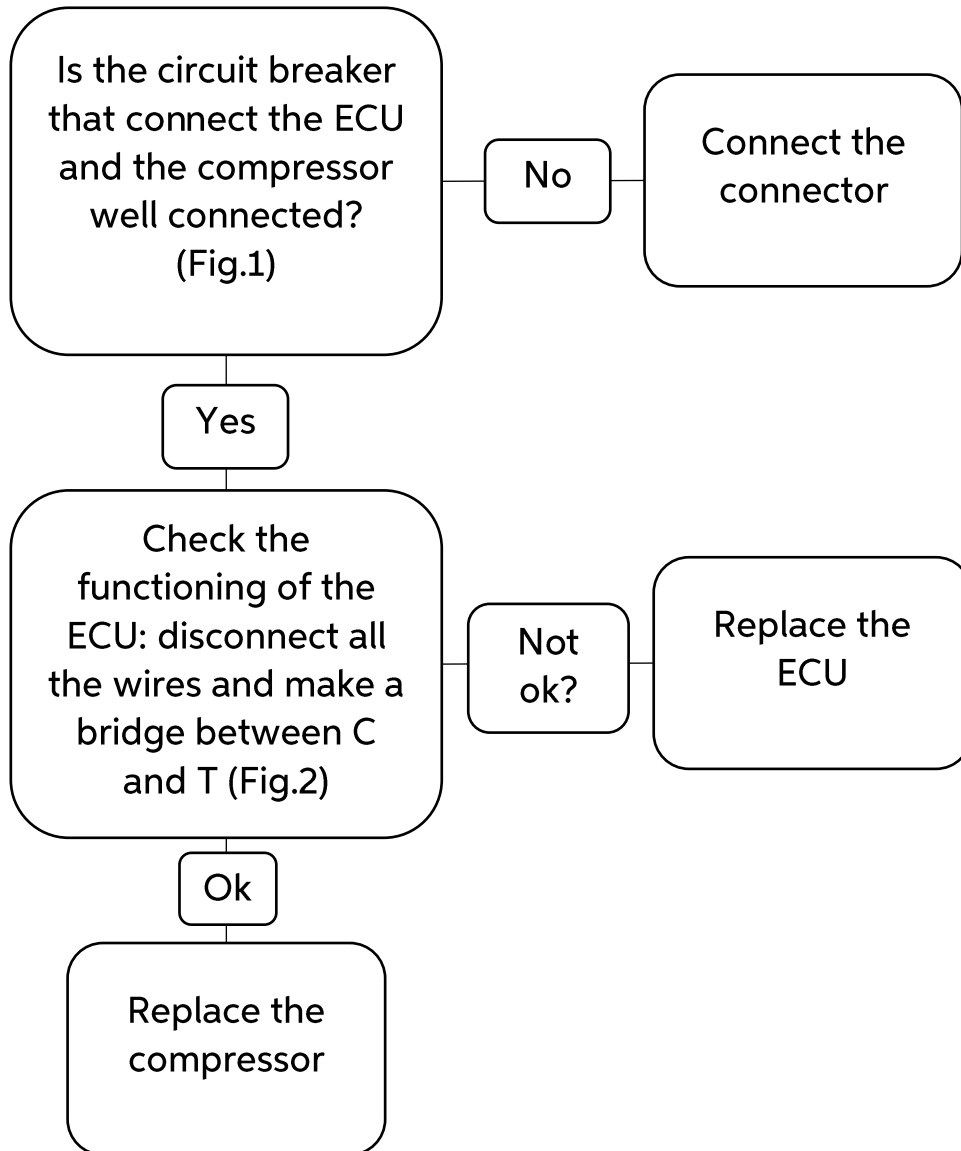 Is the circuit breaker
that connect the ECU
and the compressor
well connected?
(Fig.1)
No
Connect the
connector
Yes
Check the
functioning of the
ECU: disconnect all
the wires and make a
bridge between C
and T (Fig.2)
Not
ok?
Replace the
ECU
Ok
Replace the
compressor